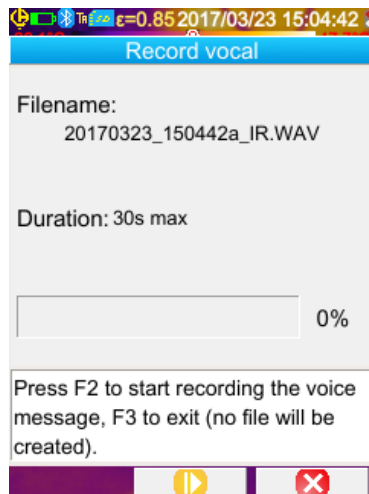 ε=0.85 2017/03/23 15:04:42
Record vocal
Filename:
20170323_150442a_IR.WAV
Duration: 30s max
0%
Press F2 to start recording the voice
message, F3 to exit (no file will be
created).